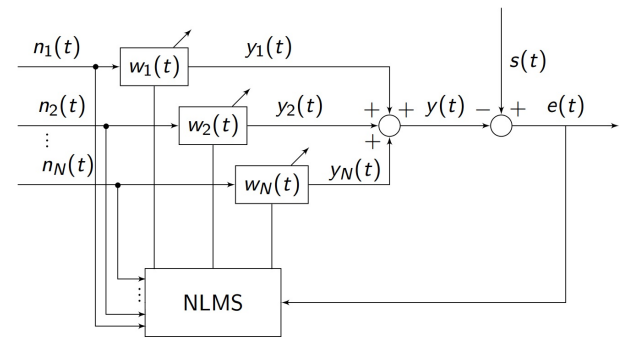 n₁(t) w₁(t) y₁(t) s(t)
n₂(t) w₂(t) y₂(t) + + y(t) − + e(t)
⋮ +
n_N(t) w_N(t) y_N(t)
⋮
NLMS